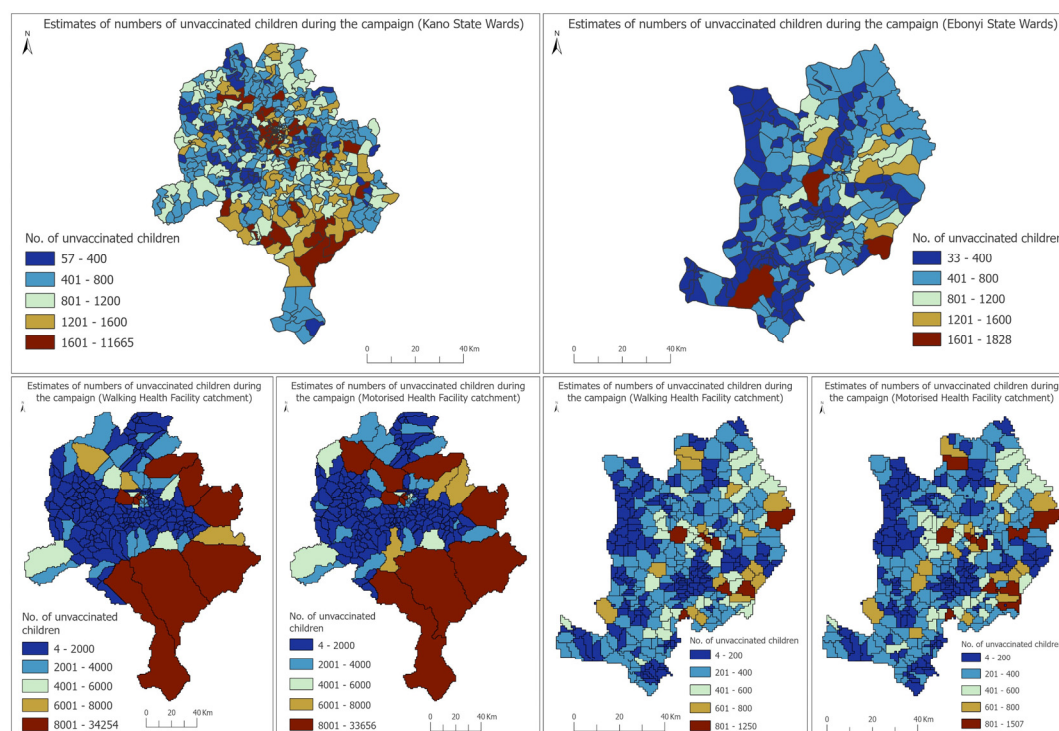 Estimates of numbers of unvaccinated children during the campaign (Kano State Wards)
N
No. of unvaccinated children
57 - 400
401 - 800
801 - 1200
1201 - 1600
1601 - 11665
0 20 40 Km
Estimates of numbers of unvaccinated children during the campaign (Ebonyi State Wards)
N
No. of unvaccinated children
33 - 400
401 - 800
801 - 1200
1201 - 1600
1601 - 1828
0 20 40 Km
Estimates of numbers of unvaccinated children during
the campaign (Walking Health Facility catchment)
No. of unvaccinated
children
4 - 2000
2001 - 4000
4001 - 6000
6001 - 8000
8001 - 34254
0 20 40 Km
Estimates of numbers of unvaccinated children during
the campaign (Motorised Health Facility catchment)
No. of unvaccinated
children
4 - 2000
2001 - 4000
4001 - 6000
6001 - 8000
8001 - 33656
0 20 40 Km
Estimates of numbers of unvaccinated children during
the campaign (Walking Health Facility catchment)
No. of unvaccinated children
4 - 200
201 - 400
401 - 600
601 - 800
801 - 1250
0 20 40 Km
Estimates of numbers of unvaccinated children during
the campaign (Motorised Health Facility catchment)
No. of unvaccinated children
4 - 200
201 - 400
401 - 600
601 - 800
801 - 1507
0 20 40 Km